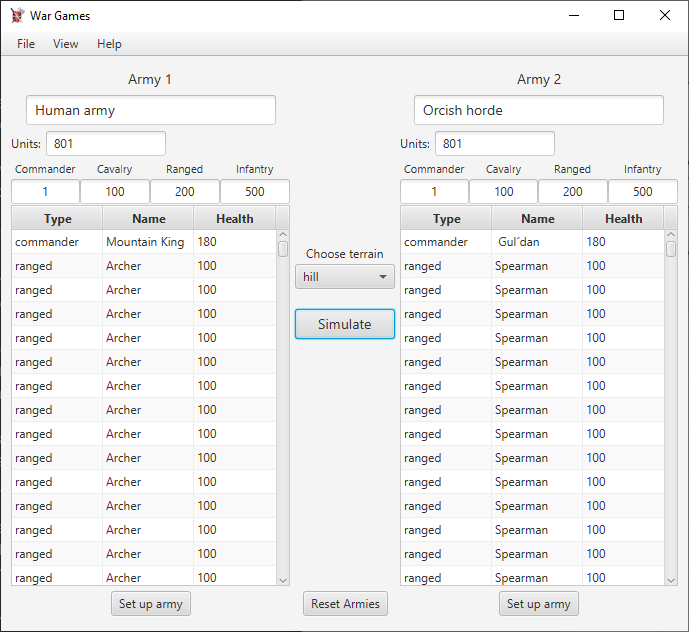 War Games
File View Help
Army 1
Human army
Units: 801
Commander Cavalry Ranged Infantry
1 100 200 500
Type Name Health
commander Mountain King 180
ranged Archer 100
ranged Archer 100
ranged Archer 100
ranged Archer 100
ranged Archer 100
ranged Archer 100
ranged Archer 100
ranged Archer 100
ranged Archer 100
ranged Archer 100
ranged Archer 100
ranged Archer 100
ranged Archer 100
ranged Archer 100
Set up army
Choose terrain
hill
Simulate
Reset Armies
Army 2
Orcish horde
Units: 801
Commander Cavalry Ranged Infantry
1 100 200 500
Type Name Health
commander Gul´dan 180
ranged Spearman 100
ranged Spearman 100
ranged Spearman 100
ranged Spearman 100
ranged Spearman 100
ranged Spearman 100
ranged Spearman 100
ranged Spearman 100
ranged Spearman 100
ranged Spearman 100
ranged Spearman 100
ranged Spearman 100
ranged Spearman 100
ranged Spearman 100
Set up army